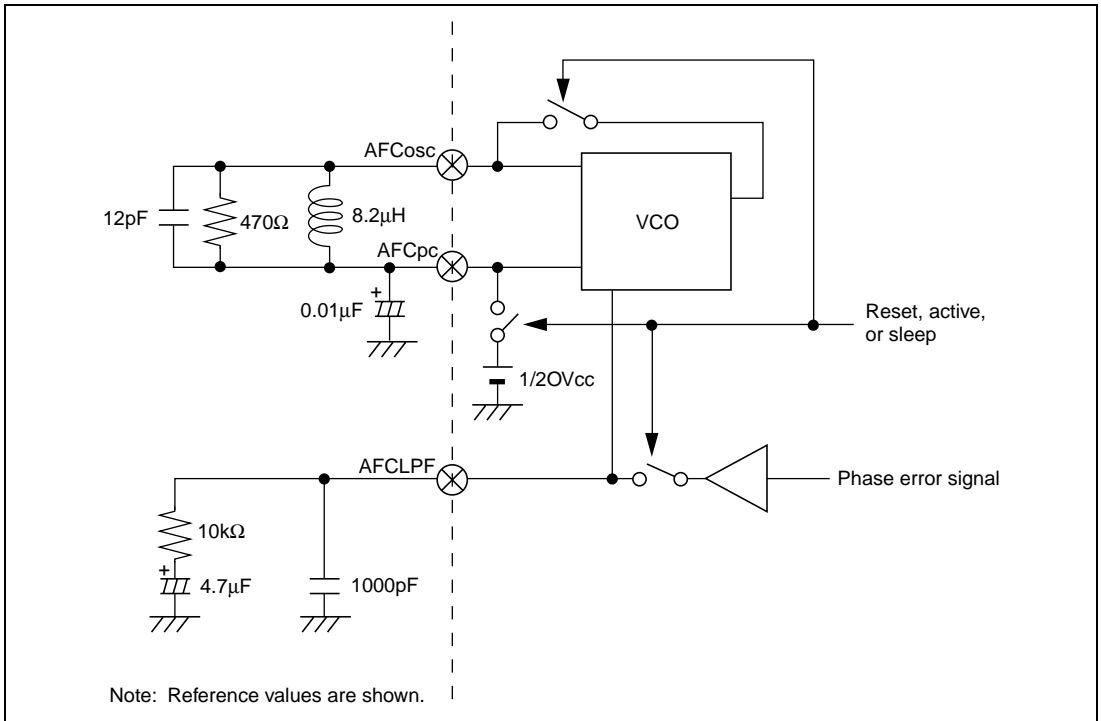 AFCosc
12pF
470Ω
8.2μH
VCO
AFCpc
+
0.01μF
Reset, active,
or sleep
1/2OVcc
AFCLPF
Phase error signal
10kΩ
+
4.7μF
1000pF
Note: Reference values are shown.